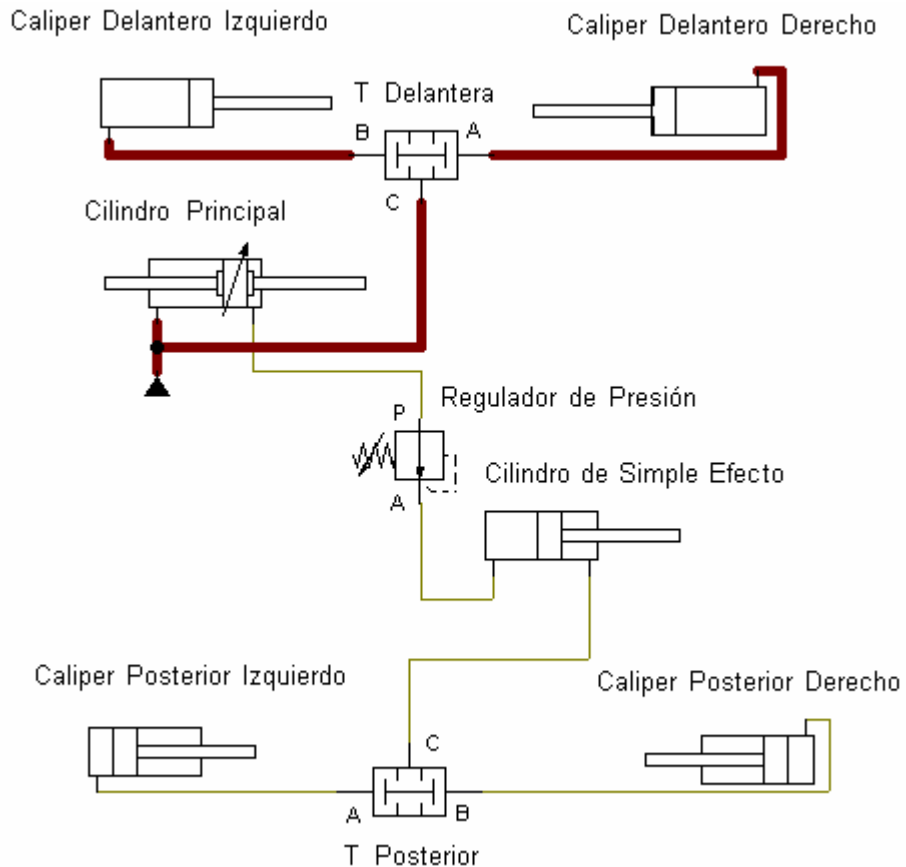 Caliper Delantero Izquierdo
Caliper Delantero Derecho
T Delantera
B
A
C
Cilindro Principal
Regulador de Presión
P
Cilindro de Simple Efecto
A
Caliper Posterior Izquierdo
Caliper Posterior Derecho
C
A
B
T Posterior